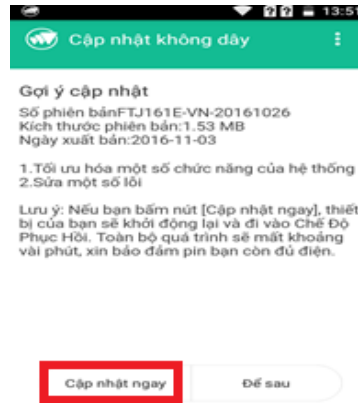 13:51
Cập nhật không dây
Gợi ý cập nhật
Số phiên bảnFTJ161E-VN-20161026
Kích thước phiên bản:1.53 MB
Ngày xuất bản:2016-11-03
1.Tối ưu hóa một số chức năng của hệ thống
2.Sửa một số lỗi
Lưu ý: Nếu bạn bấm nút [Cập nhật ngay], thiết
bị của bạn sẽ khởi động lại và đi vào Chế Độ
Phục Hồi. Toàn bộ quá trình sẽ mất khoảng
vài phút, xin bảo đảm pin bạn còn đủ điện.
Cập nhật ngay
Để sau